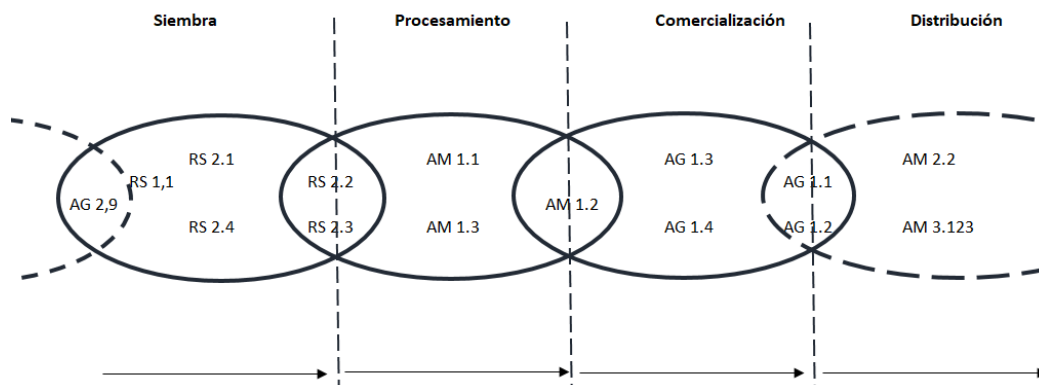 Siembra
Procesamiento
Comercialización
Distribución
RS 2.1
RS 1,1
AG 2,9
RS 2.4
RS 2.2
RS 2.3
AM 1.1
AM 1.3
AM 1.2
AG 1.3
AG 1.4
AG 1.1
AG 1.2
AM 2.2
AM 3.123